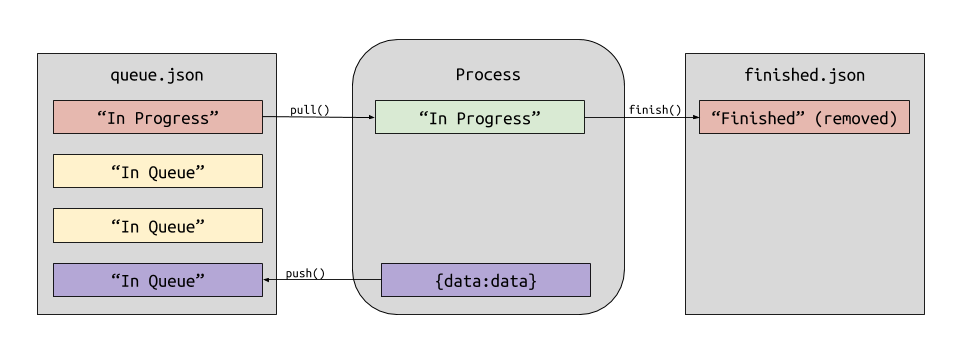 queue.json
“In Progress”
“In Queue”
“In Queue”
“In Queue”
pull()
push()
Process
“In Progress”
{data:data}
finish()
finished.json
“Finished” (removed)